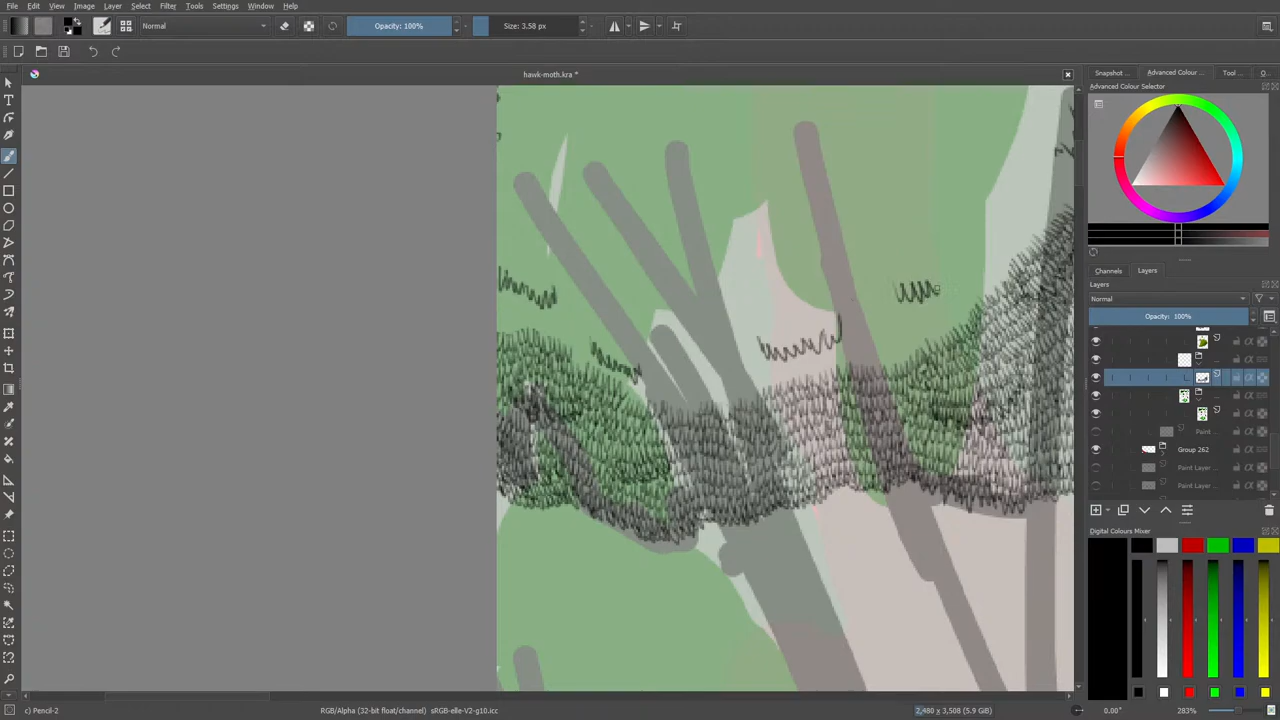 File Edit View Image Layer Select Filter Tools Settings Window Help
Normal Opacity: 100% Size: 3.58 px
hawk-moth.kra *
Snapshot ... Advanced Colour ... Tool ... O...
Advanced Colour Selector
Channels Layers
Layers
Normal
Opacity: 100%
Paint ...
Group 262
Paint Layer ...
Paint Layer ...
Digital Colours Mixer
c) Pencil-2 RGB/Alpha (32-bit float/channel) sRGB-elle-V2-g10.icc 2,480 x 3,508 (5.9 GiB) 0.00° 283%